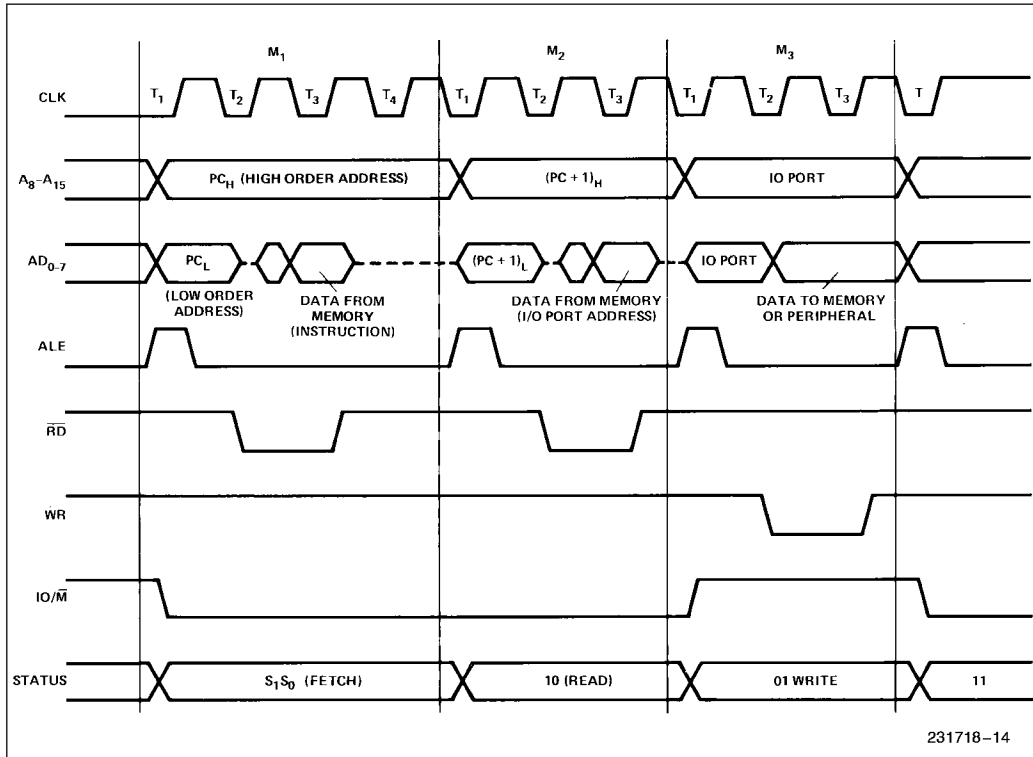 M1 M2 M3
CLK T1 T2 T3 T4 T1 T2 T3 T1 T2 T3 T
A8–A15 PCH (HIGH ORDER ADDRESS) (PC + 1)H IO PORT
AD0-7 PCL (PC + 1)L IO PORT
(LOW ORDER ADDRESS)
DATA FROM MEMORY (INSTRUCTION)
DATA FROM MEMORY (I/O PORT ADDRESS)
DATA TO MEMORY OR PERIPHERAL
ALE
RD
WR
IO/M
STATUS S1S0 (FETCH) 10 (READ) 01 WRITE 11
231718–14